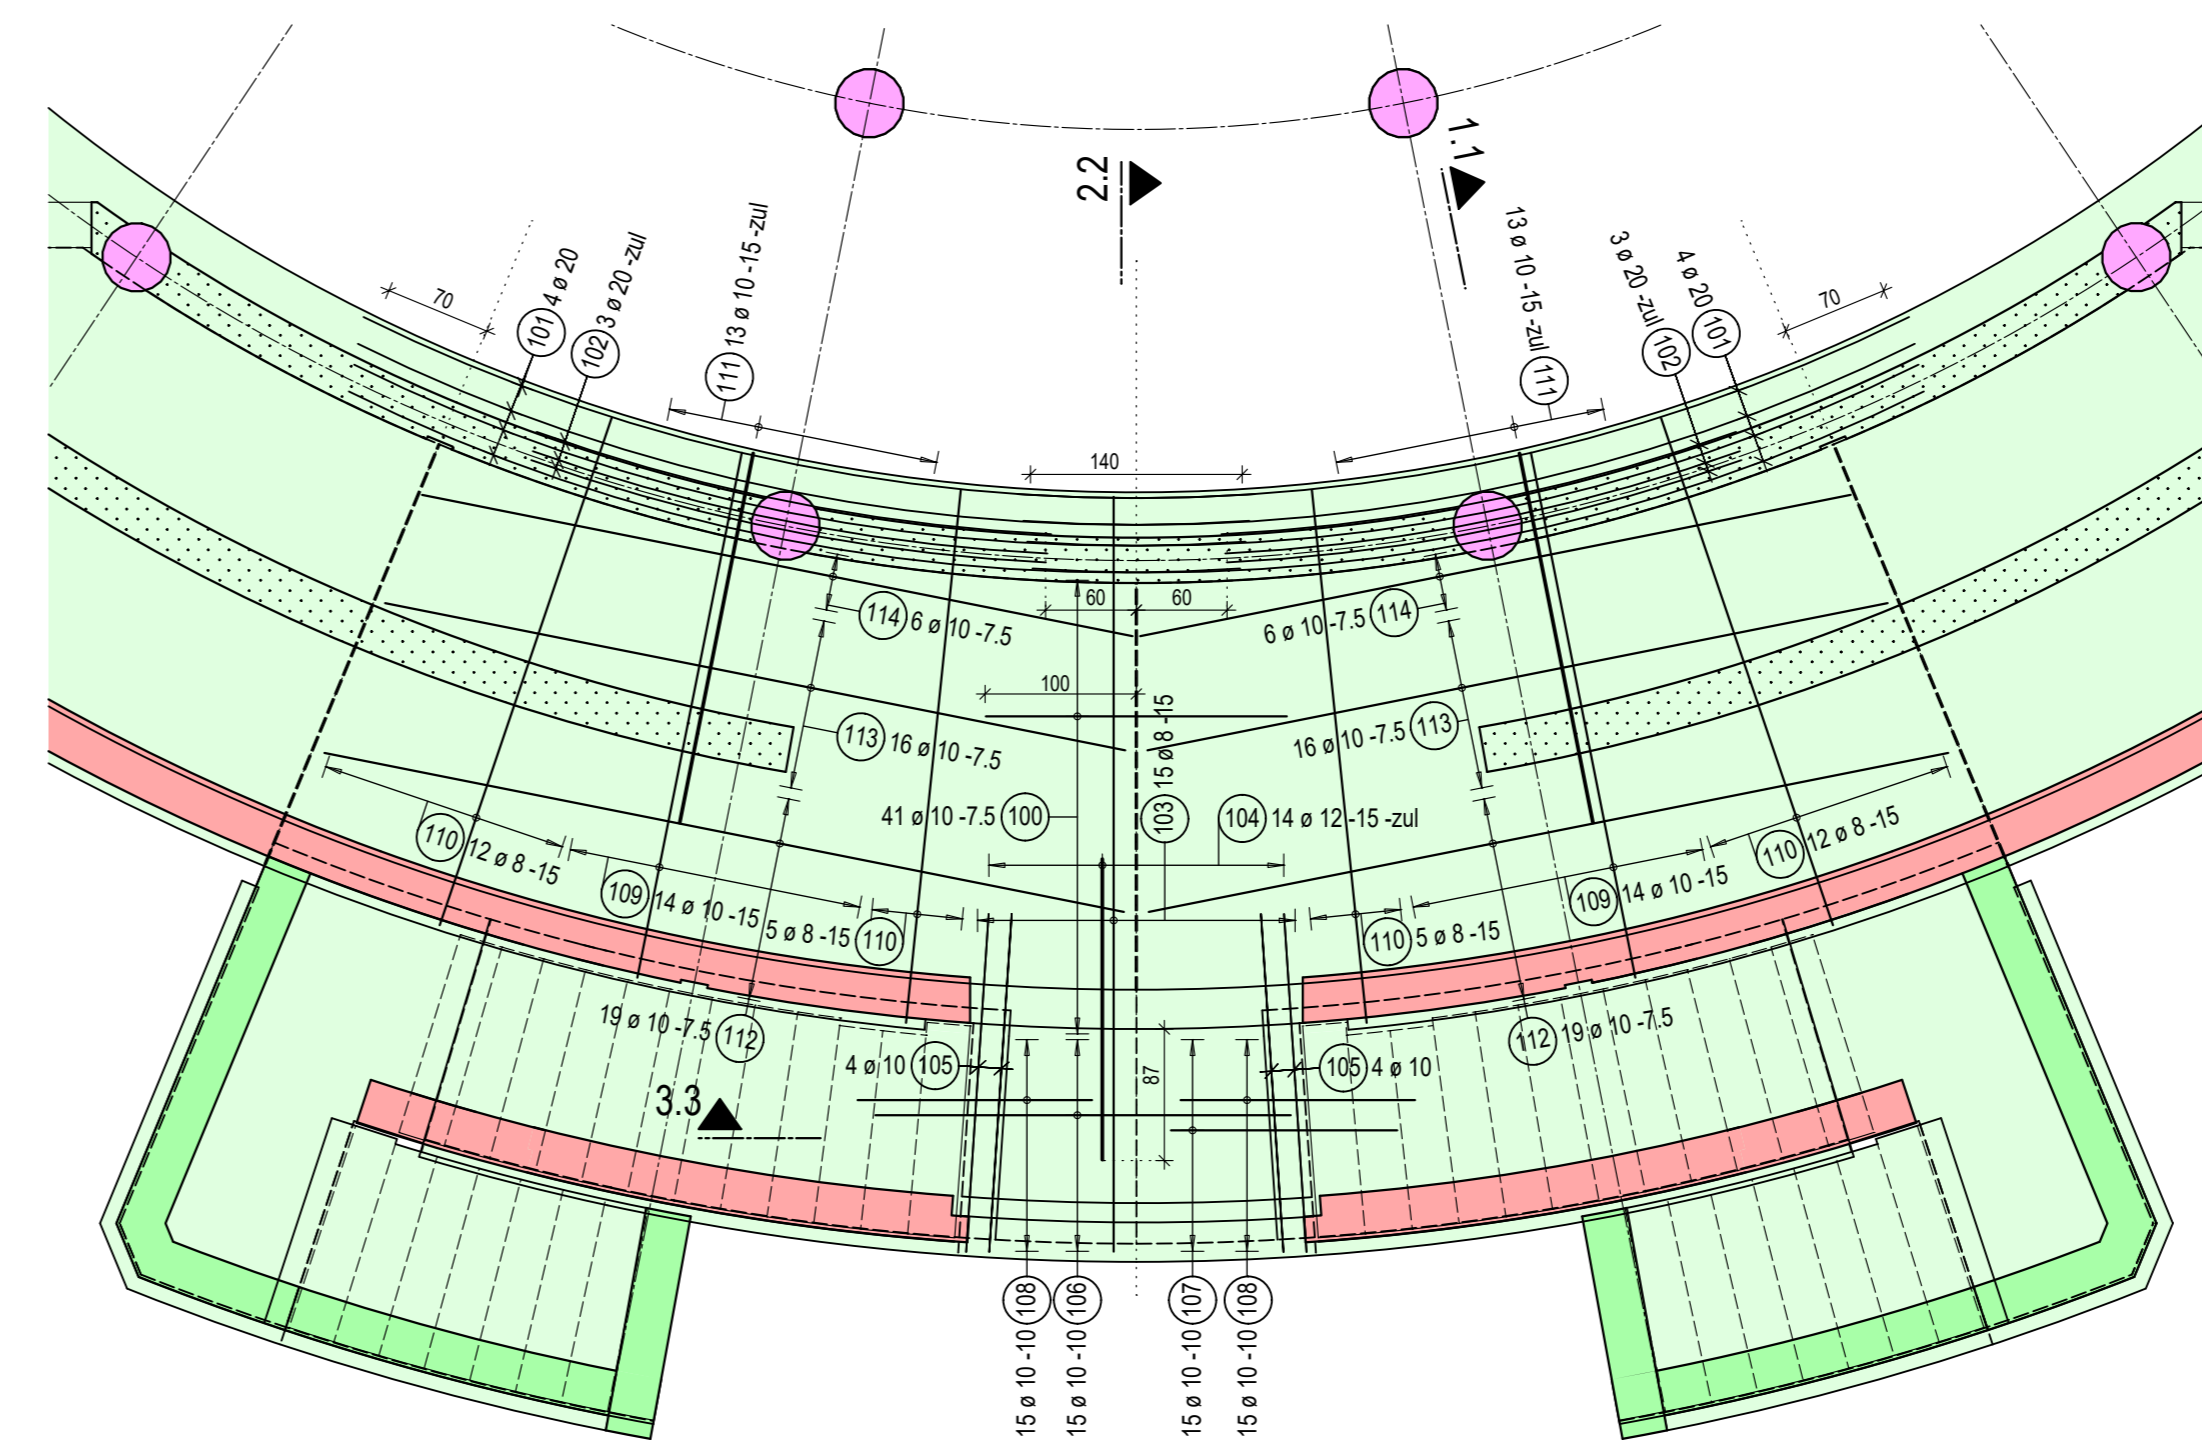 2.2
1.1
70
101 4 ø 20
102 3 ø 20 -zul
111 13 ø 10 -15 -zul
13 ø 10 -15 -zul 111
3 ø 20 -zul 102
4 ø 20 101
70
140
60 60
114 6 ø 10 -7.5
6 ø 10 -7.5 114
100
113 16 ø 10 -7.5
16 ø 10 -7.5 113
41 ø 10 -7.5 100
103 15 ø 8 -15
104 14 ø 12 -15 -zul
110 12 ø 8 -15
109 14 ø 10 -15
5 ø 8 -15 110
110 5 ø 8 -15
109 14 ø 10 -15
110 12 ø 8 -15
19 ø 10 -7.5 112
112 19 ø 10 -7.5
4 ø 10 105
105 4 ø 10
87
3.3
15 ø 10 -10 108
15 ø 10 -10 106
15 ø 10 -10 107
15 ø 10 -10 108